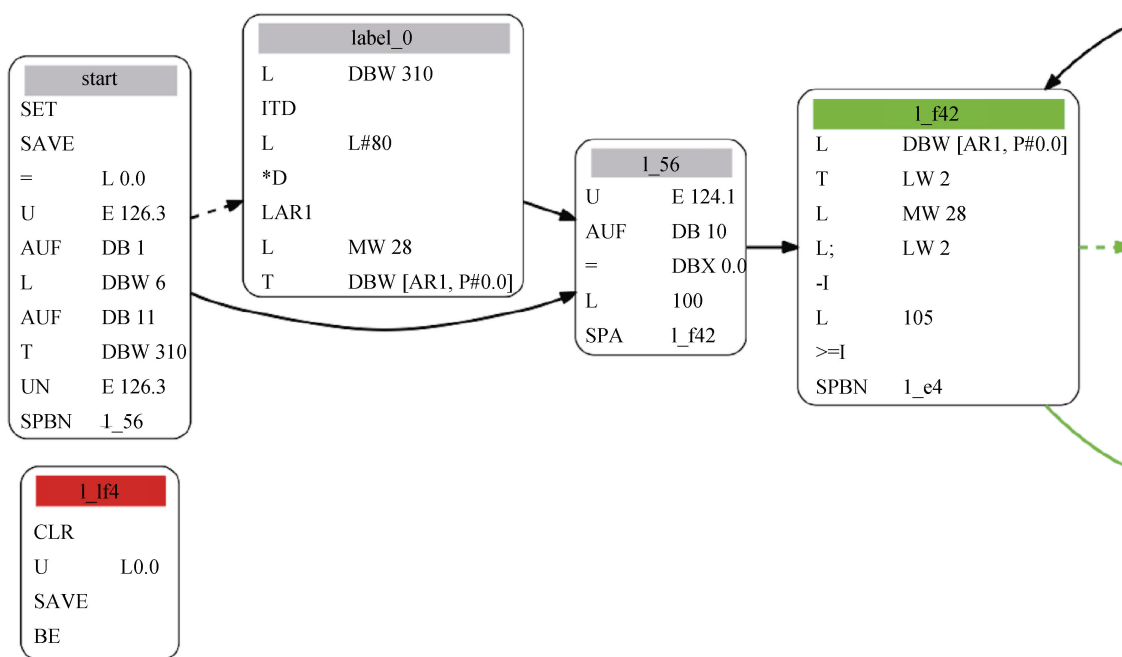 start
SET
SAVE
= L 0.0
U E 126.3
AUF DB 1
L DBW 6
AUF DB 11
T DBW 310
UN E 126.3
SPBN l_56
label_0
L DBW 310
ITD
L L#80
*D
LAR1
L MW 28
T DBW [AR1, P#0.0]
l_56
U E 124.1
AUF DB 10
= DBX 0.0
L 100
SPA l_f42
l_f42
L DBW [AR1, P#0.0]
T LW 2
L MW 28
L; LW 2
-I
L 105
>=I
SPBN l_e4
l_lf4
CLR
U L0.0
SAVE
BE